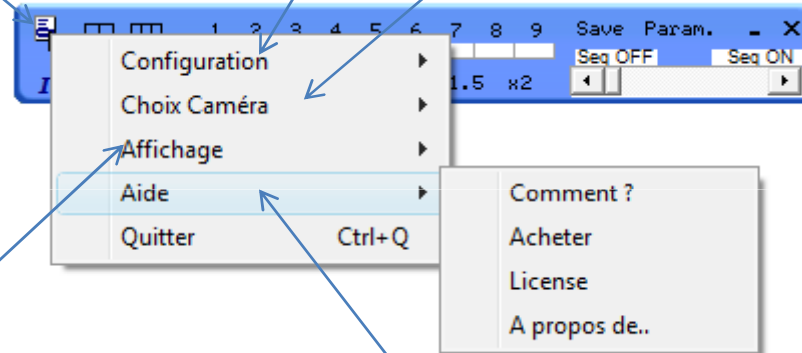 1 2 3 4 5 6 7 8 9 Save Param.
Seq OFF Seq ON
I 1.5 x2
Configuration
Choix Caméra
Affichage
Aide
Quitter Ctrl+Q
Comment ?
Acheter
License
A propos de..